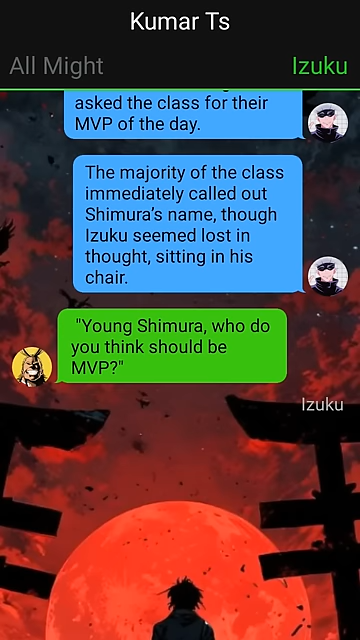 Kumar Ts
All Might
Izuku
asked the class for their
MVP of the day.
The majority of the class
immediately called out
Shimura's name, though
Izuku seemed lost in
thought, sitting in his
chair.
"Young Shimura, who do
you think should be
MVP?"
Izuku